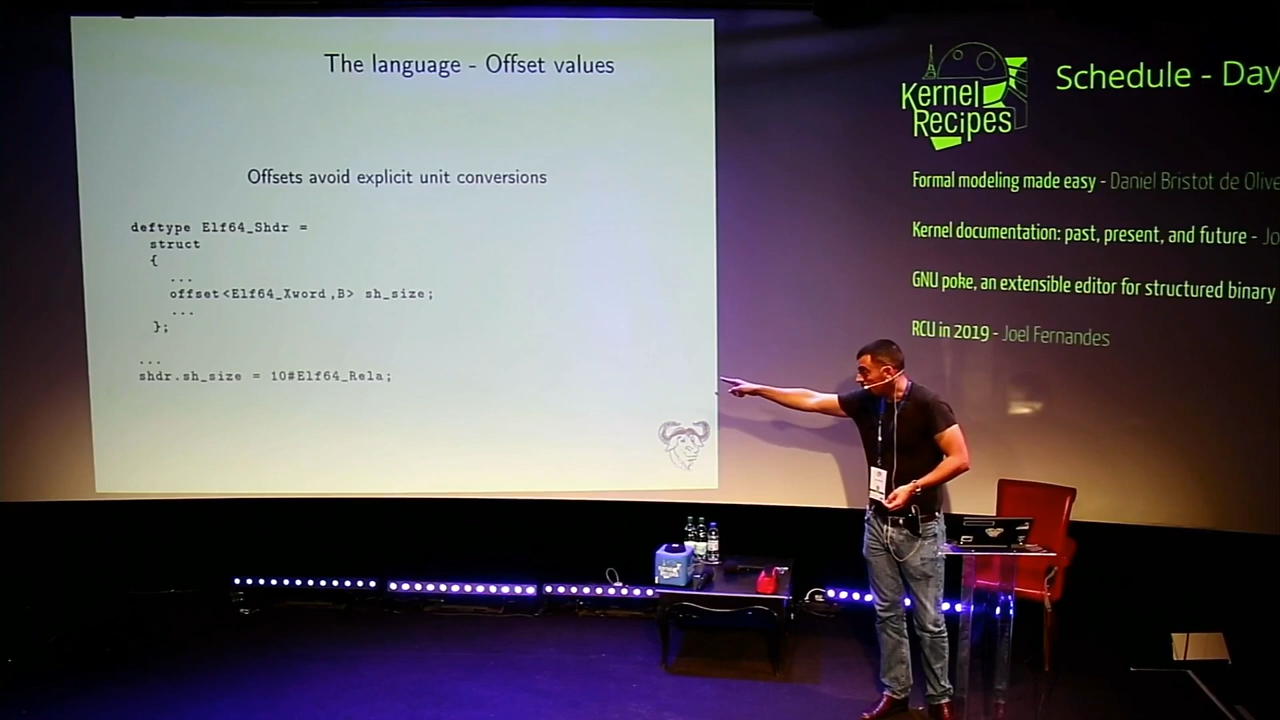 The language - Offset values
Offsets avoid explicit unit conversions
deftype Elf64_Shdr =
struct
{
...
offset<Elf64_Xword,B> sh_size;
...
};
...
shdr.sh_size = 10#Elf64_Rela;
Kernel
Recipes
Schedule - Day
Formal modeling made easy - Daniel Bristot de Olive
Kernel documentation: past, present, and future - Jo
GNU poke, an extensible editor for structured binary
RCU in 2019 - Joel Fernandes
Kernel
Recipes